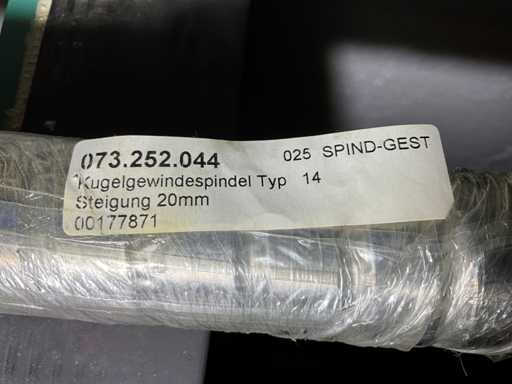 073.252.044 025 SPIND-GEST
Kugelgewindespindel Typ 14
Steigung 20mm
00177871